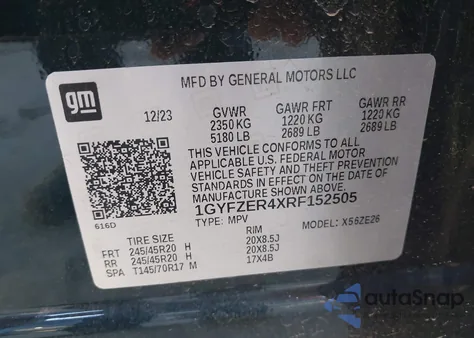 MFD BY GENERAL MOTORS LLC
gm
12/23 GVWR GAWR FRT GAWR RR
2350 KG 1220 KG 1220 KG
5180 LB 2689 LB 2689 LB
THIS VEHICLE CONFORMS TO ALL
APPLICABLE U.S. FEDERAL MOTOR
VEHICLE SAFETY AND THEFT PREVENTION
STANDARDS IN EFFECT ON THE DATE OF
MANUFACTURE SHOWN ABOVE.
1GYFZER4XRF152505
616D
TYPE: MPV MODEL: X55ZE26
TIRE SIZE RIM
FRT 245/45R20 H 20X8.5J
RR 245/45R20 H 20X8.5J
SPA T145/70R17 M 17X4B
autaSnap